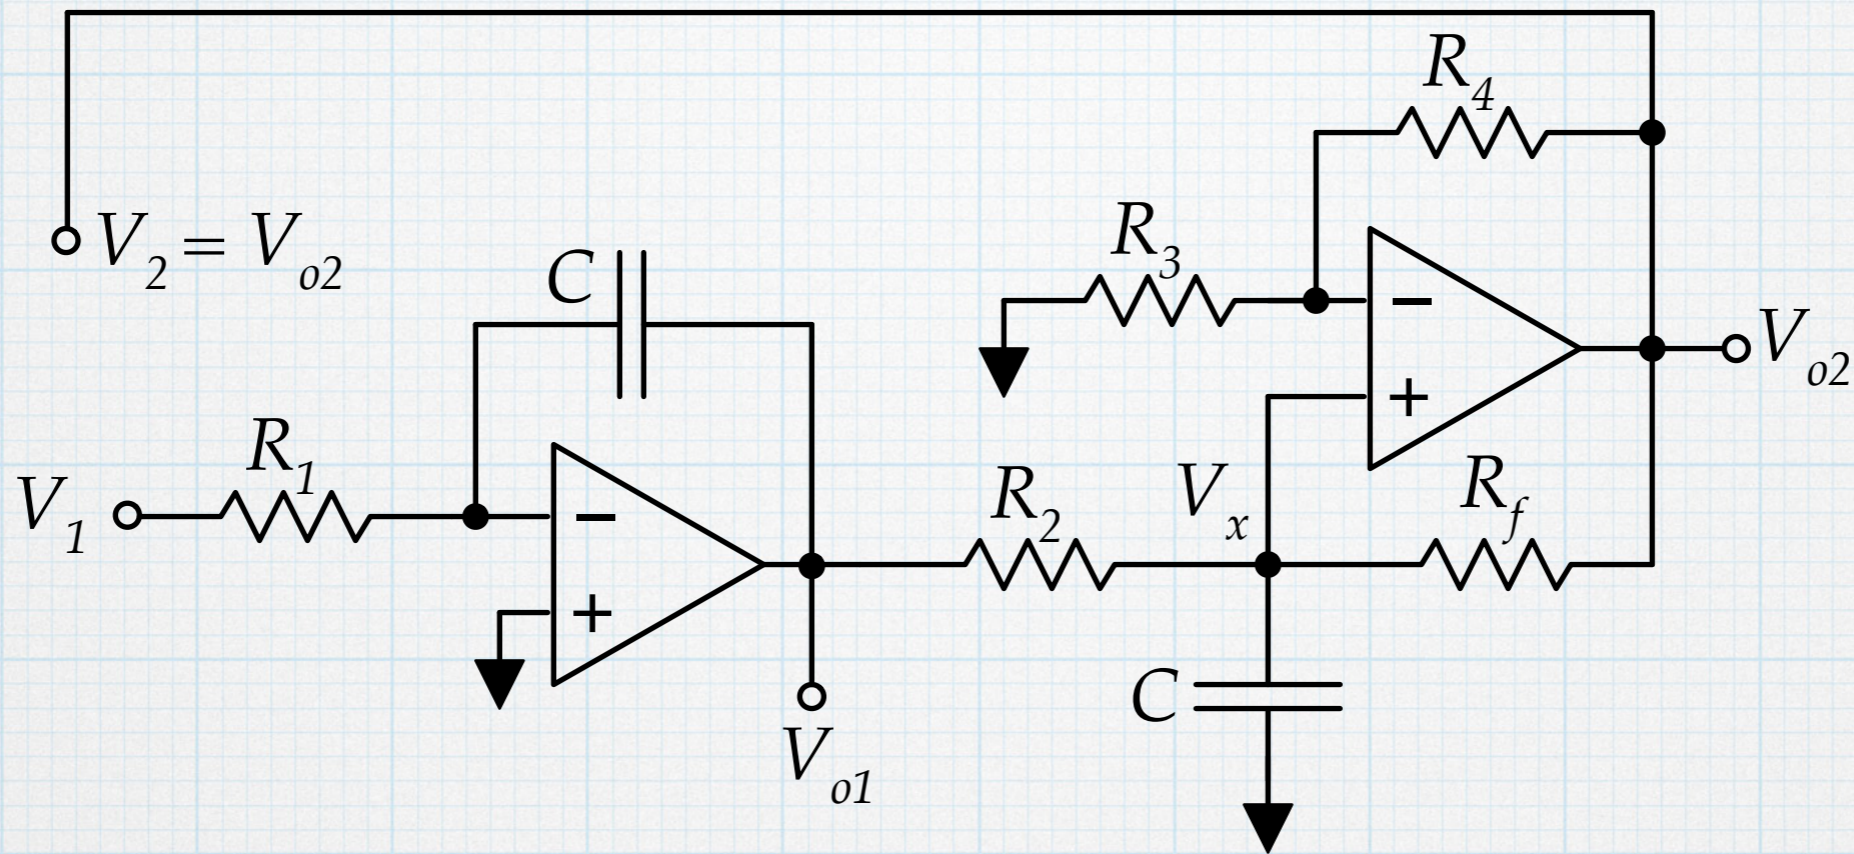 R4
V2 = Vo2
R3
C
−
Vo2
+
R1
V1
R2
Vx
Rf
−
+
C
Vo1